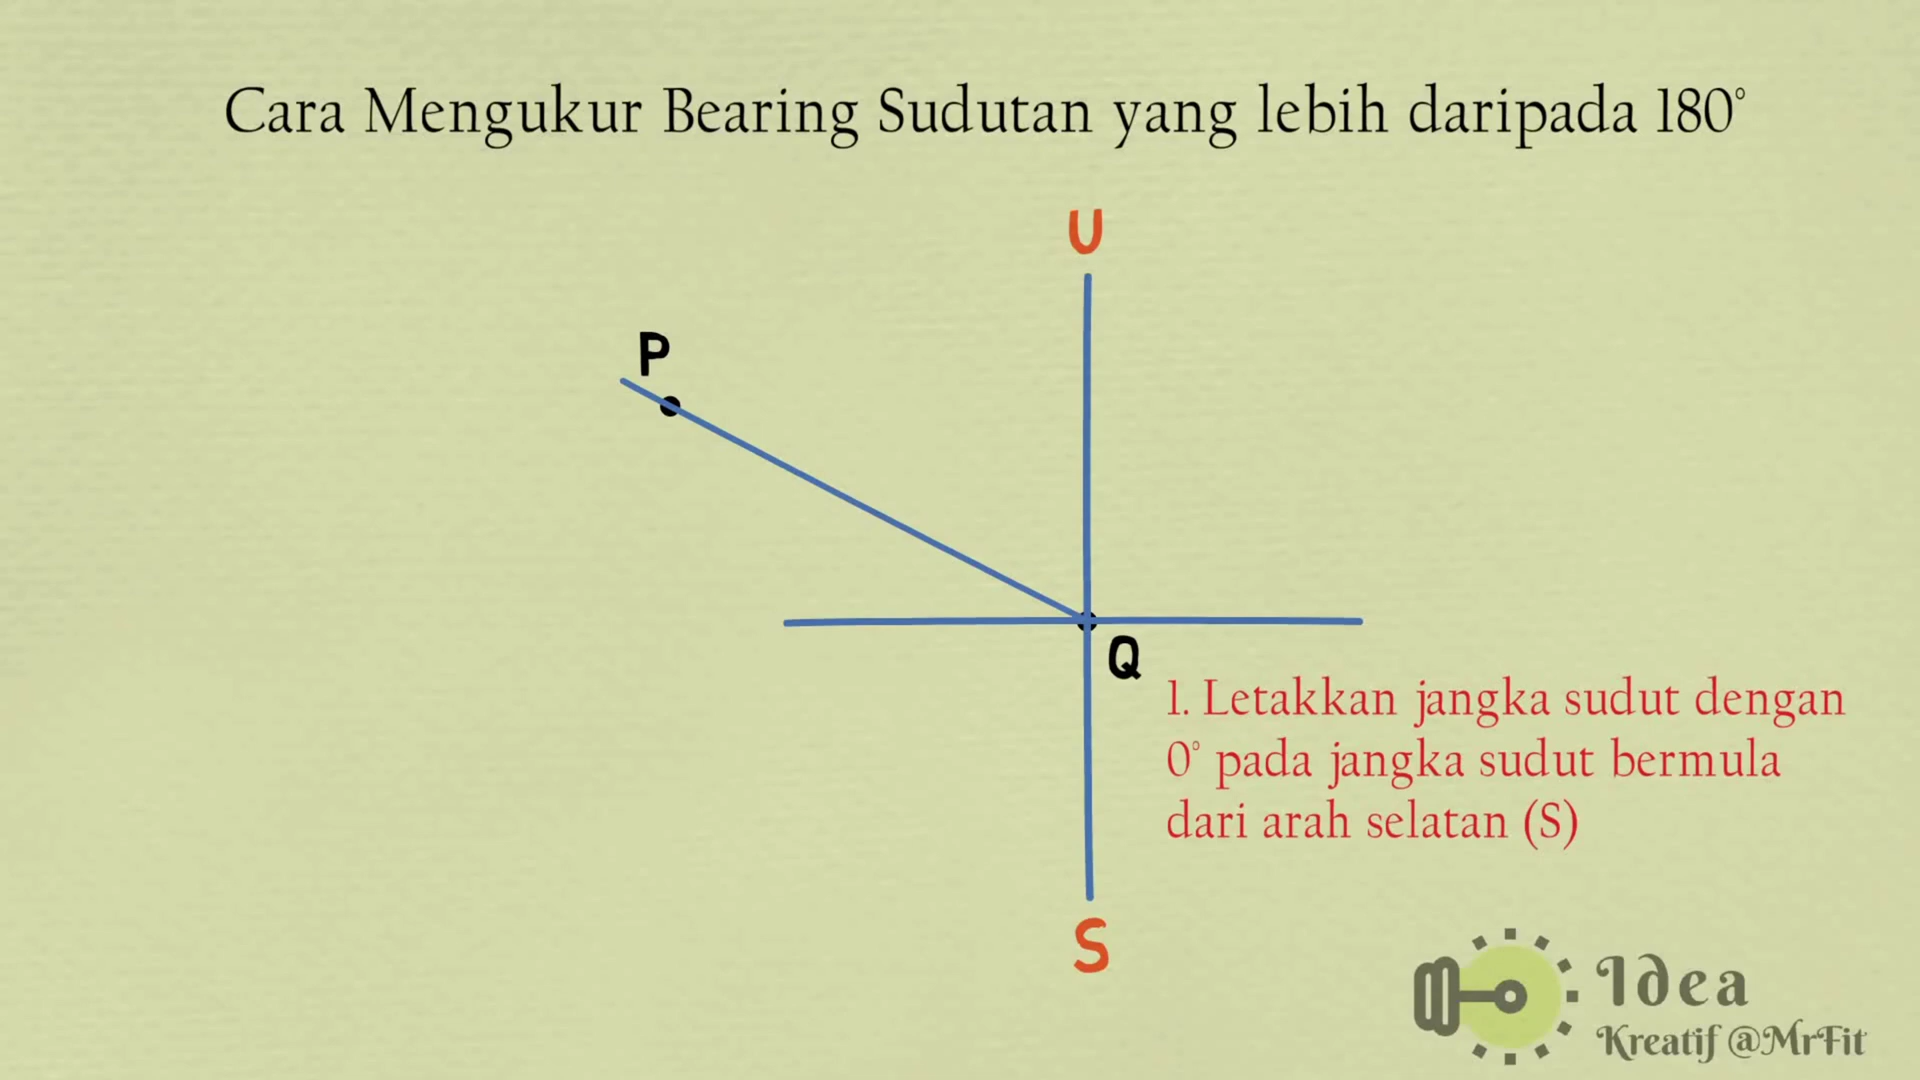 Cara Mengukur Bearing Sudutan yang lebih daripada 180°
U
P
Q
1. Letakkan jangka sudut dengan
0° pada jangka sudut bermula
dari arah selatan (S)
S
Idea
Kreatif @MrFit